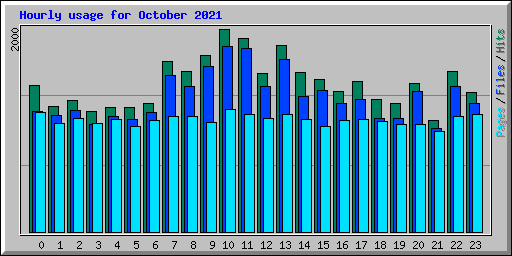 Hourly usage for October 2021
2000
Pages/Files/Hits
0 1 2 3 4 5 6 7 8 9 10 11 12 13 14 15 16 17 18 19 20 21 22 23